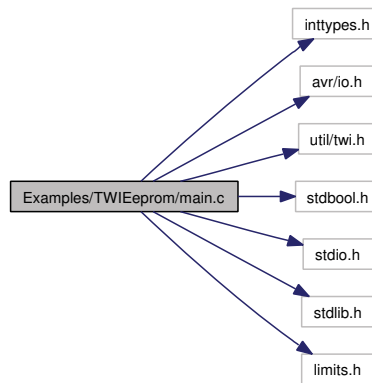 inttypes.h
avr/io.h
util/twi.h
Examples/TWIEeprom/main.c
stdbool.h
stdio.h
stdlib.h
limits.h